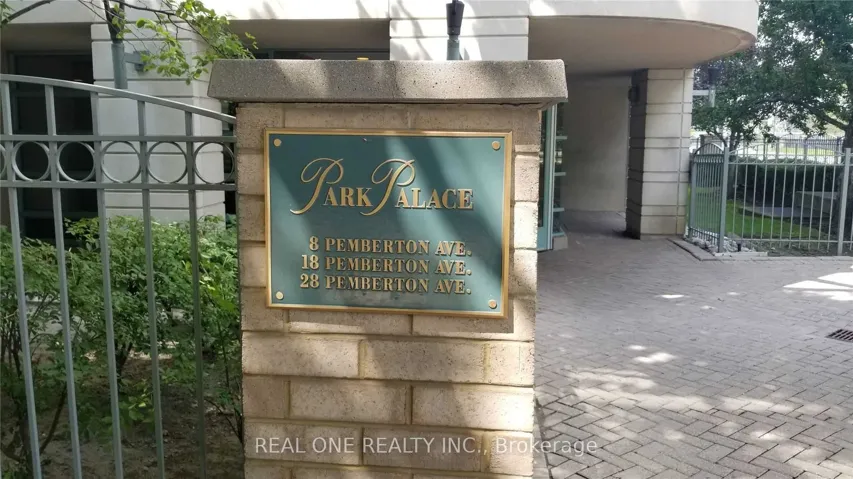 PARK PALACE
8 PEMBERTON AVE.
18 PEMBERTON AVE.
28 PEMBERTON AVE.
REAL ONE REALTY INC., Brokerage